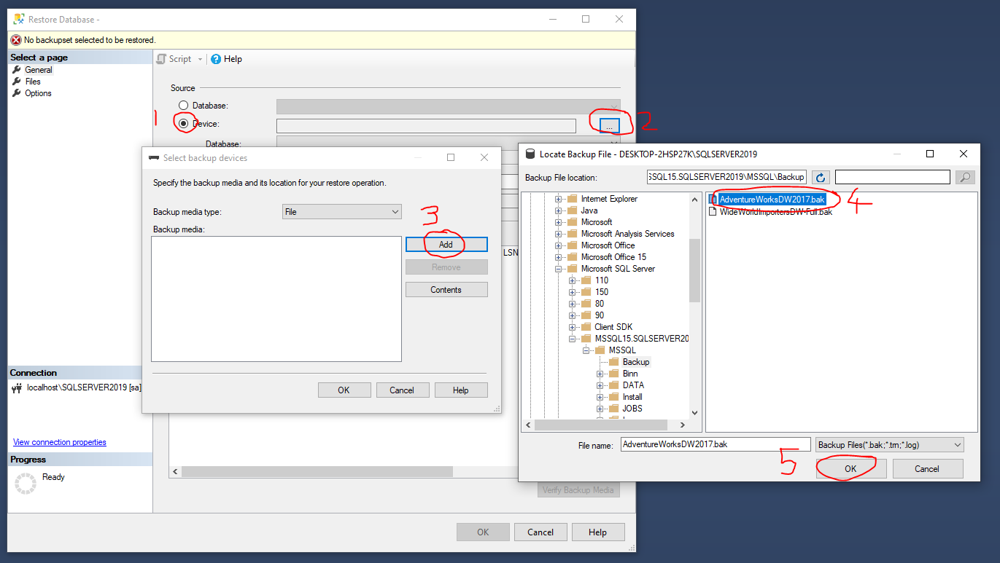 Restore Database -
No backupset selected to be restored.
Select a page
General
Files
Options
Script
Help
Source
Database:
1
Device:
...
2
Database:
Select backup devices
Specify the backup media and its location for your restore operation.
Backup media type:
File
3
Backup media:
Add
Remove
Contents
OK
Cancel
Help
LSN
Locate Backup File - DESKTOP-2HSP27K\SQLSERVER2019
Backup File location:
SSQL15.SQLSERVER2019\MSSQL\Backup
Internet Explorer
Java
Microsoft
Microsoft Analysis Services
Microsoft Office
Microsoft Office 15
Microsoft SQL Server
110
150
80
90
Client SDK
MSSQL15.SQLSERVER20
MSSQL
Backup
Binn
DATA
Install
JOBS
AdventureWorksDW2017.bak
4
WideWorldImportersDW-Full.bak
File name:
AdventureWorksDW2017.bak
Backup Files(*.bak;*.trn;*.log)
5
OK
Cancel
Connection
localhost\SQLSERVER2019 [sa]
View connection properties
Progress
Ready
Verify Backup Media
OK
Cancel
Help